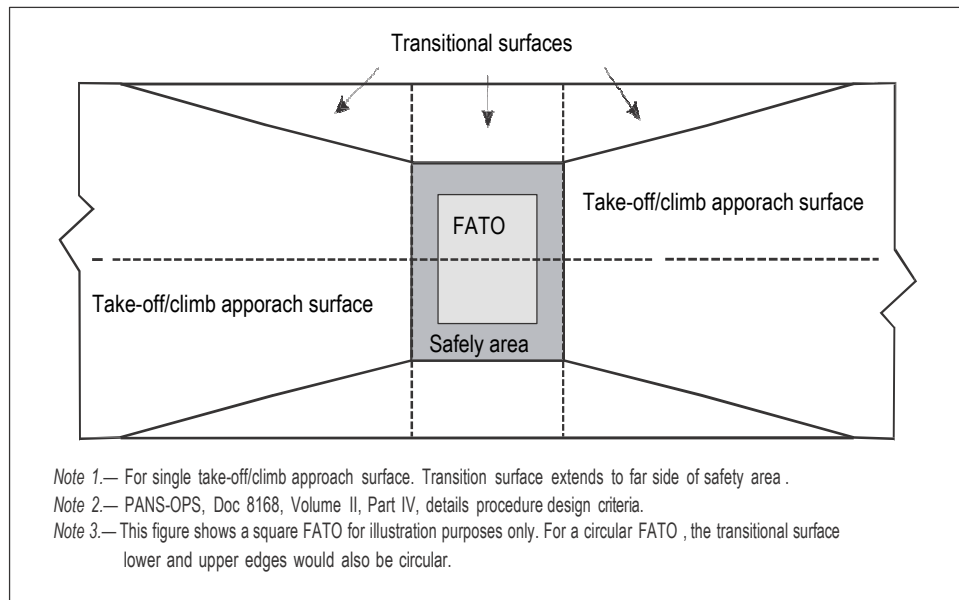 Transitional surfaces
Take-off/climb apporach surface
FATO
Take-off/climb apporach surface
Safely area
Note 1.— For single take-off/climb approach surface. Transition surface extends to far side of safety area .
Note 2.— PANS-OPS, Doc 8168, Volume II, Part IV, details procedure design criteria.
Note 3.— This figure shows a square FATO for illustration purposes only. For a circular FATO , the transitional surface
lower and upper edges would also be circular.